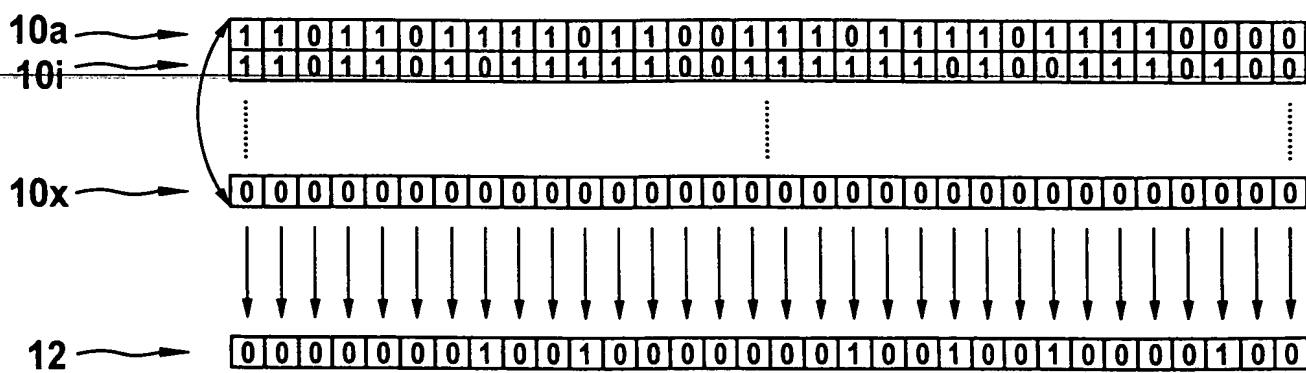 10a 1 1 0 1 1 0 1 1 1 1 0 1 1 0 0 1 1 1 0 1 1 1 1 0 1 1 1 1 0 0 0 0
10i 1 1 0 1 1 0 1 0 1 1 1 1 1 0 0 1 1 1 1 1 1 0 1 0 0 1 1 1 0 1 0 0
10x 0 0 0 0 0 0 0 0 0 0 0 0 0 0 0 0 0 0 0 0 0 0 0 0 0 0 0 0 0 0 0 0
12 0 0 0 0 0 0 0 1 0 0 1 0 0 0 0 0 0 0 1 0 0 1 0 0 1 0 0 0 0 1 0 0